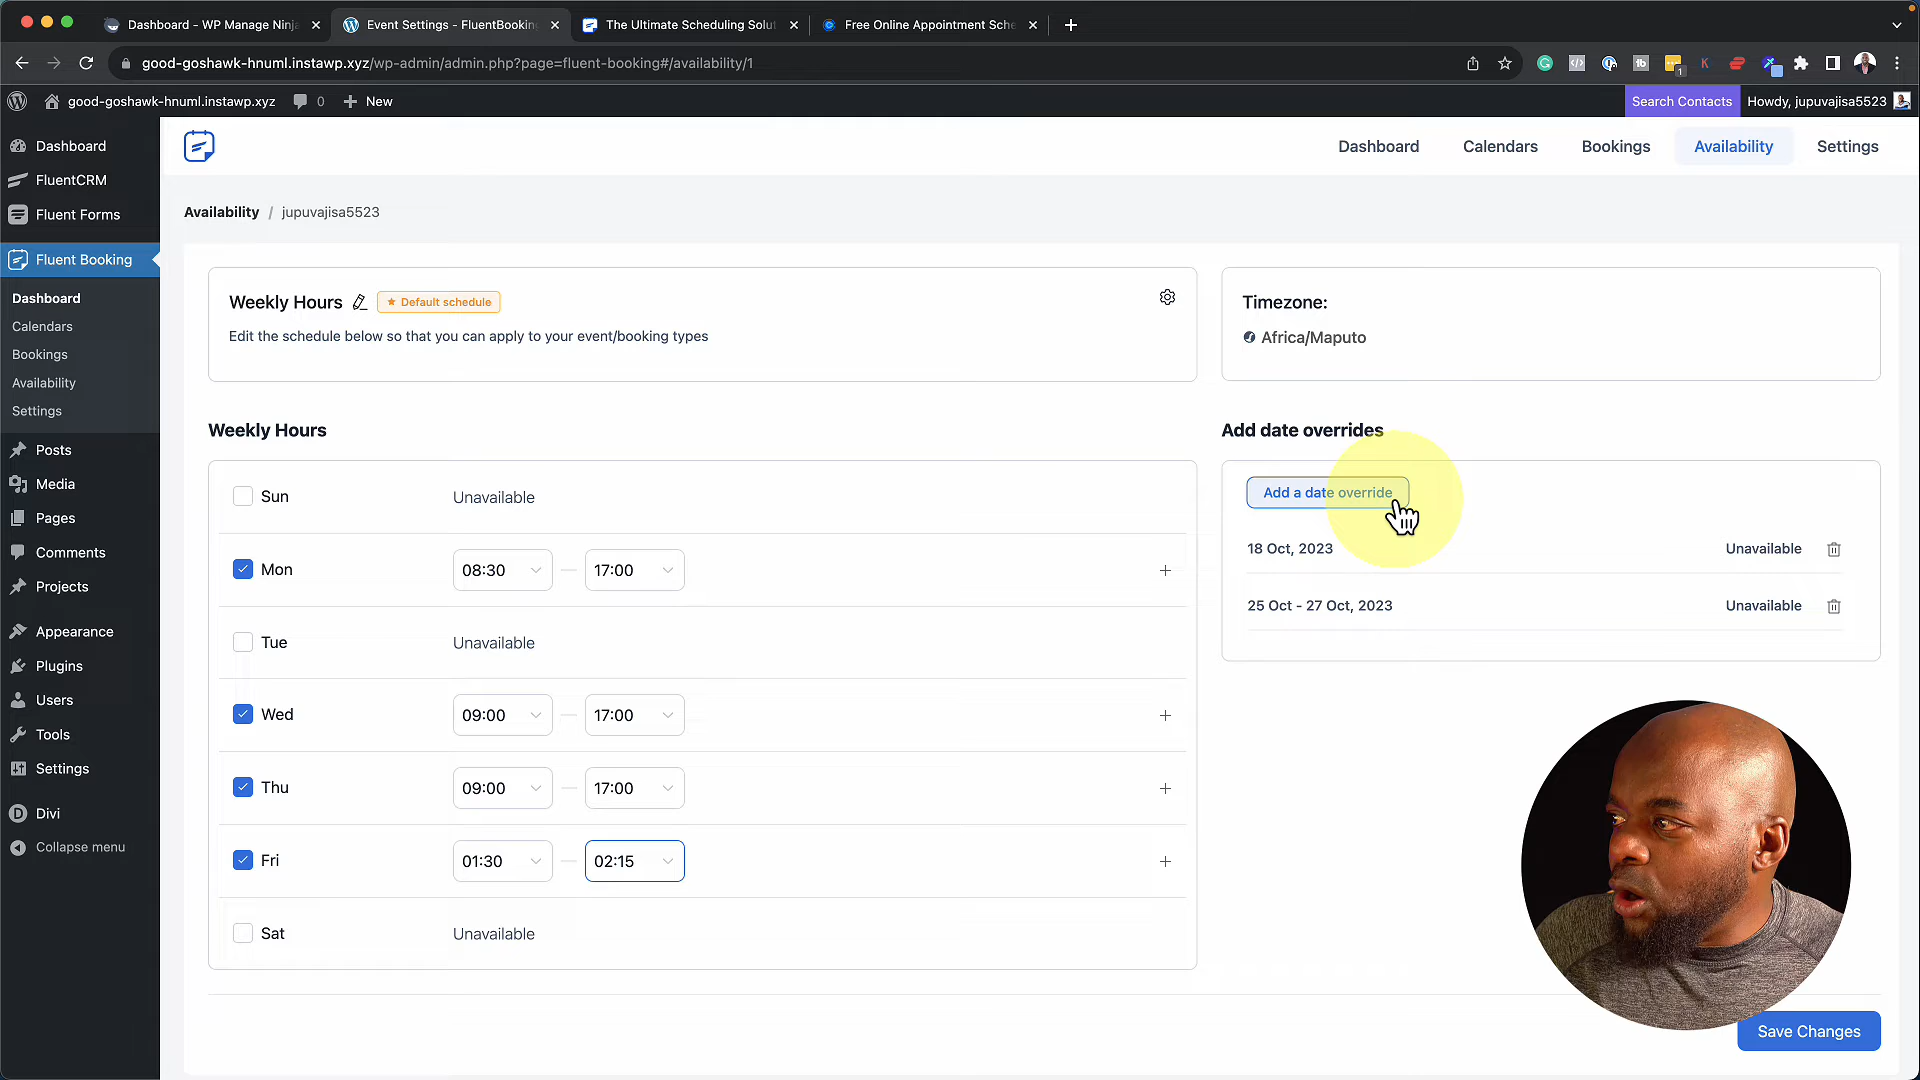 Dashboard - WP Manage Ninja
Event Settings - FluentBooking
The Ultimate Scheduling Solut
Free Online Appointment Sche
good-goshawk-hnuml.instawp.xyz/wp-admin/admin.php?page=fluent-booking#/availability/1
good-goshawk-hnuml.instawp.xyz 0 New
Search Contacts
Howdy, jupuvajisa5523
Dashboard
FluentCRM
Fluent Forms
Fluent Booking
Dashboard
Calendars
Bookings
Availability
Settings
Posts
Media
Pages
Comments
Projects
Appearance
Plugins
Users
Tools
Settings
Divi
Collapse menu
Dashboard Calendars Bookings Availability Settings
Availability / jupuvajisa5523
Weekly Hours
Default schedule
Edit the schedule below so that you can apply to your event/booking types
Timezone:
Africa/Maputo
Weekly Hours
Sun Unavailable
Mon 08:30 — 17:00 +
Tue Unavailable
Wed 09:00 — 17:00 +
Thu 09:00 — 17:00 +
Fri 01:30 — 02:15 +
Sat Unavailable
Add date overrides
Add a date override
18 Oct, 2023 Unavailable
25 Oct - 27 Oct, 2023 Unavailable
Save Changes